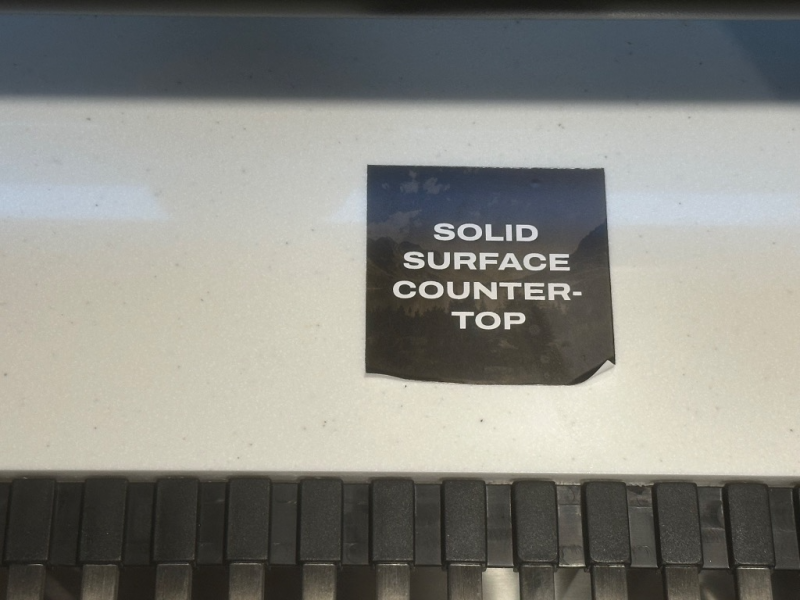 SOLID
SURFACE
COUNTER-
TOP